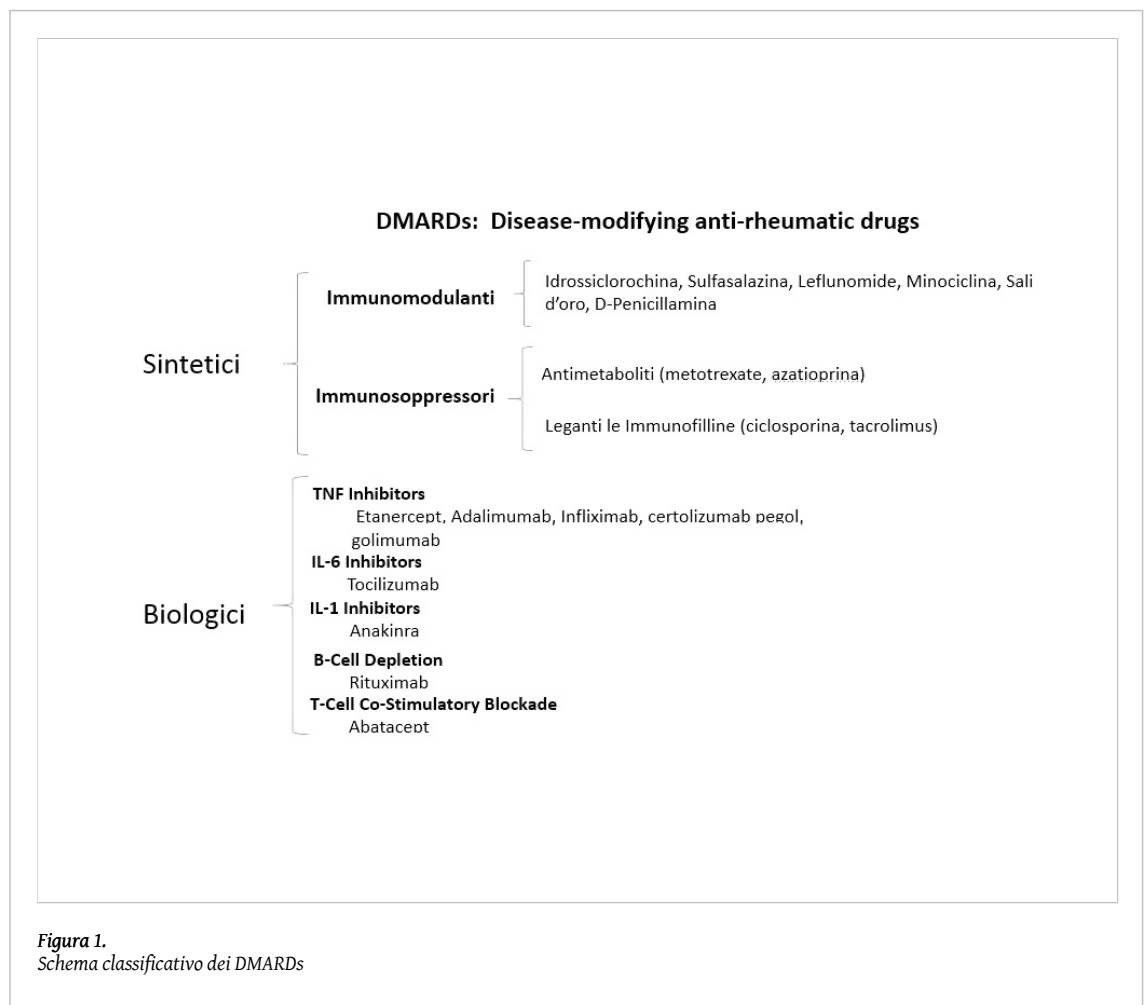 DMARDs: Disease-modifying anti-rheumatic drugs
Sintetici
Immunomodulanti
Idrossiclorochina, Sulfasalazina, Leflunomide, Minociclina, Sali
d’oro, D-Penicillamina
Immunosoppressori
Antimetaboliti (metotrexate, azatioprina)
Leganti le Immunofilline (ciclosporina, tacrolimus)
Biologici
TNF Inhibitors
Etanercept, Adalimumab, Infliximab, certolizumab pegol,
golimumab
IL-6 Inhibitors
Tocilizumab
IL-1 Inhibitors
Anakinra
B-Cell Depletion
Rituximab
T-Cell Co-Stimulatory Blockade
Abatacept
Figura 1.
Schema classificativo dei DMARDs